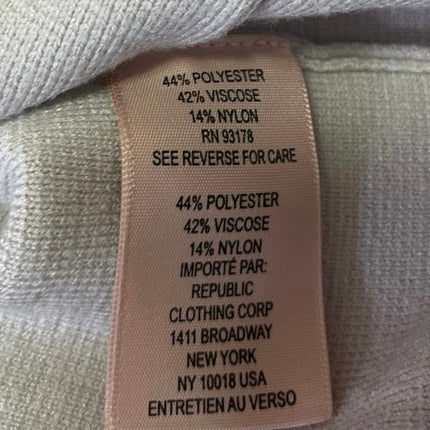 44% POLYESTER
42% VISCOSE
14% NYLON
RN 93178
SEE REVERSE FOR CARE
44% POLYESTER
42% VISCOSE
14% NYLON
IMPORTÉ PAR:
REPUBLIC
CLOTHING CORP
1411 BROADWAY
NEW YORK
NY 10018 USA
ENTRETIEN AU VERSO